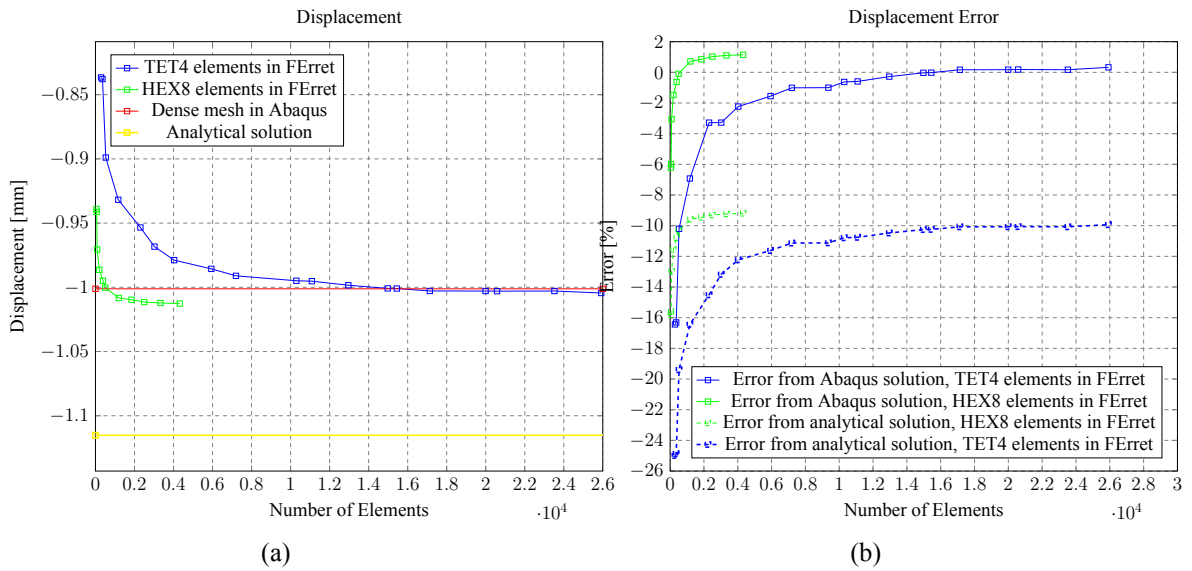 Displacement
−0.85
−0.9
−0.95
−1
−1.05
−1.1
Displacement [mm]
TET4 elements in FErret
HEX8 elements in FErret
Dense mesh in Abaqus
Analytical solution
0 0.2 0.4 0.6 0.8 1 1.2 1.4 1.6 1.8 2 2.2 2.4 2.6
Number of Elements
·10⁴
(a)
Displacement Error
2
0
−2
−4
−6
−8
−10
−12
−14
−16
−18
−20
−22
−24
−26
Error [%]
Error from Abaqus solution, TET4 elements in FErret
Error from Abaqus solution, HEX8 elements in FErret
Error from analytical solution, HEX8 elements in FErret
Error from analytical solution, TET4 elements in FErret
0 0.2 0.4 0.6 0.8 1 1.2 1.4 1.6 1.8 2 2.2 2.4 2.6 2.8 3
Number of Elements
·10⁴
(b)